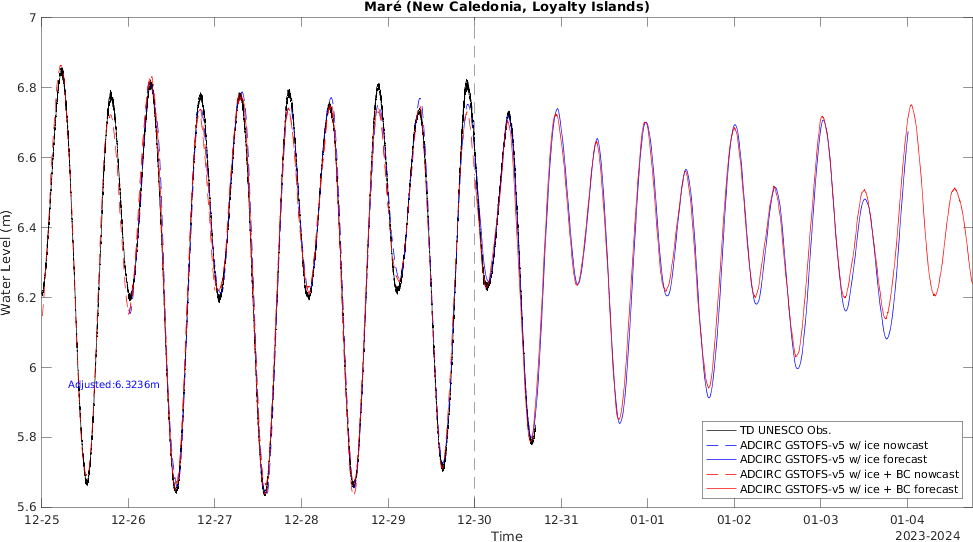 Maré (New Caledonia, Loyalty Islands)
7
6.8
6.6
6.4
6.2
6
5.8
5.6
Water Level (m)
Adjusted:6.3236m
TD UNESCO Obs.
ADCIRC GSTOFS-v5 w/ ice nowcast
ADCIRC GSTOFS-v5 w/ ice forecast
ADCIRC GSTOFS-v5 w/ ice + BC nowcast
ADCIRC GSTOFS-v5 w/ ice + BC forecast
12-25 12-26 12-27 12-28 12-29 12-30 12-31 01-01 01-02 01-03 01-04
Time
2023-2024